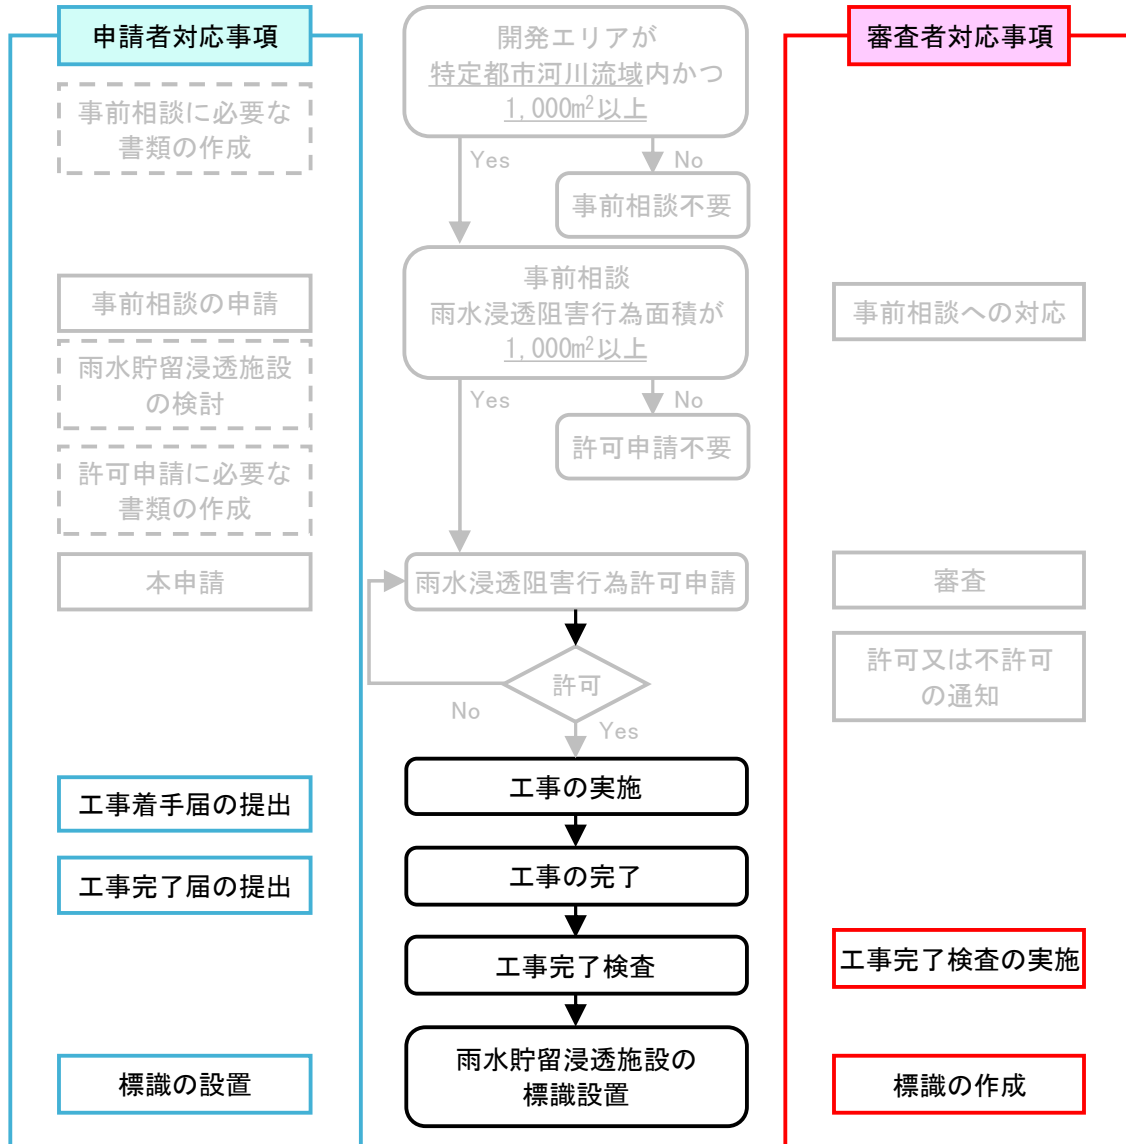 申請者対応事項
事前相談に必要な
書類の作成
事前相談の申請
雨水貯留浸透施設
の検討
許可申請に必要な
書類の作成
本申請
工事着手届の提出
工事完了届の提出
標識の設置
開発エリアが
特定都市河川流域内かつ
1,000m²以上
Yes
No
事前相談不要
事前相談
雨水浸透阻害行為面積が
1,000m²以上
Yes
No
許可申請不要
雨水浸透阻害行為許可申請
許可
No
Yes
工事の実施
工事の完了
工事完了検査
雨水貯留浸透施設の
標識設置
審査者対応事項
事前相談への対応
審査
許可又は不許可
の通知
工事完了検査の実施
標識の作成